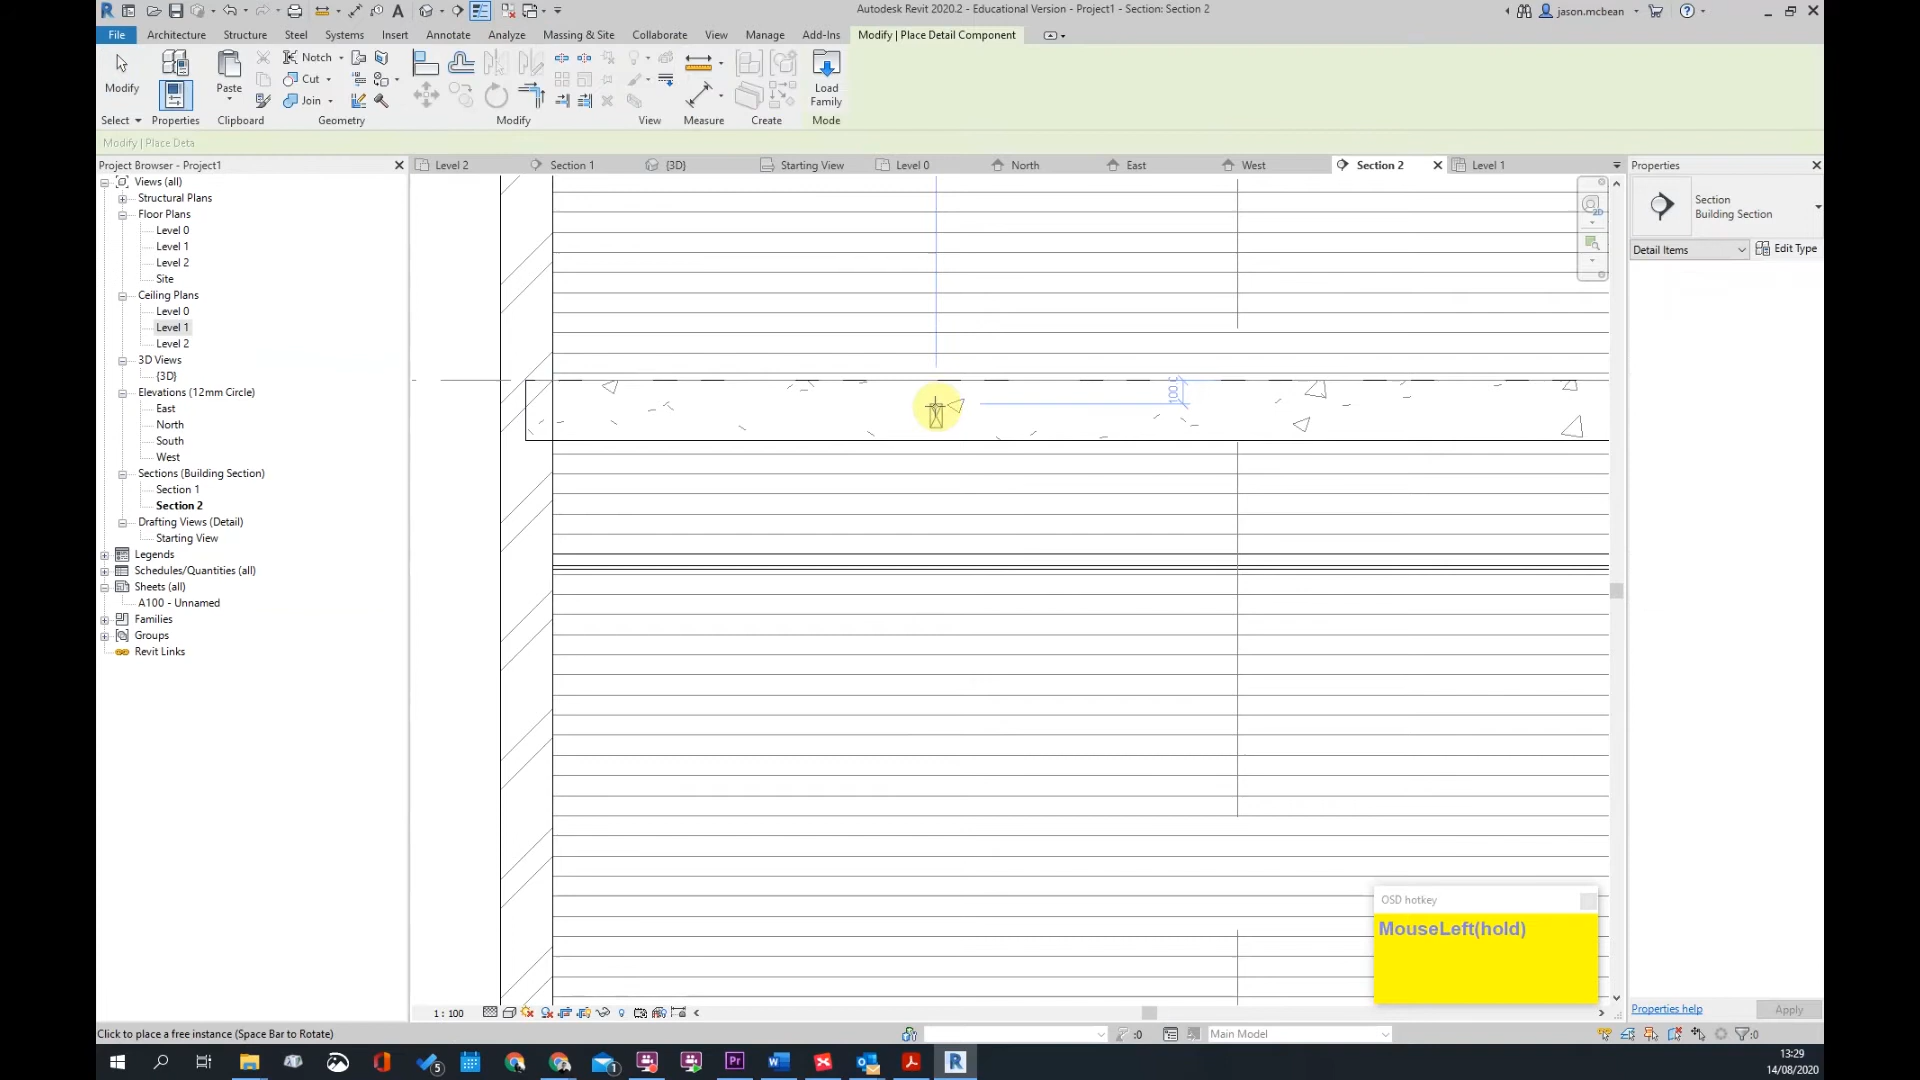 Autodesk Revit 2020.2 - Educational Version - Project1 - Section: Section 2
jason.mcbean
File Architecture Structure Steel Systems Insert Annotate Analyze Massing & Site Collaborate View Manage Add-Ins Modify | Place Detail Component
Modify
Paste
Notch
Cut
Join
Load
Family
Select Properties Clipboard Geometry Modify View Measure Create Mode
Modify | Place Deta
Project Browser - Project1
Level 2 Section 1 {3D} Starting View Level 0 North East West Section 2 Level 1
Properties
Views (all)
Structural Plans
Floor Plans
Level 0
Level 1
Level 2
Site
Ceiling Plans
Level 0
Level 1
Level 2
3D Views
{3D}
Elevations (12mm Circle)
East
North
South
West
Sections (Building Section)
Section 1
Section 2
Drafting Views (Detail)
Starting View
Legends
Schedules/Quantities (all)
Sheets (all)
A100 - Unnamed
Families
Groups
Revit Links
2D
Section
Building Section
Detail Items
Edit Type
OSD hotkey
MouseLeft(hold)
1 : 100
Properties help
Apply
Click to place a free instance (Space Bar to Rotate)
:0
Main Model
:0
5
1
Pr
13:29
14/08/2020